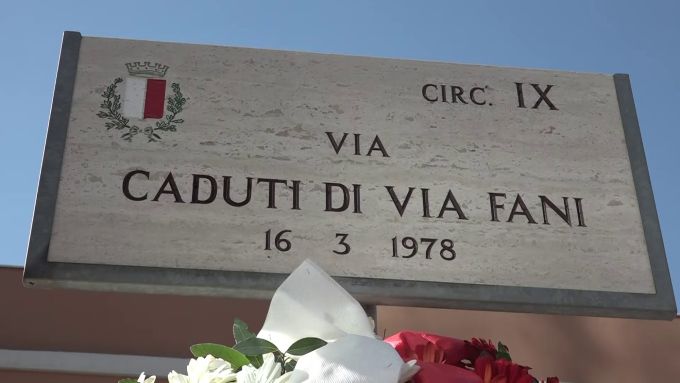 CIRC. IX
VIA
CADUTI DI VIA FANI
16 3 1978